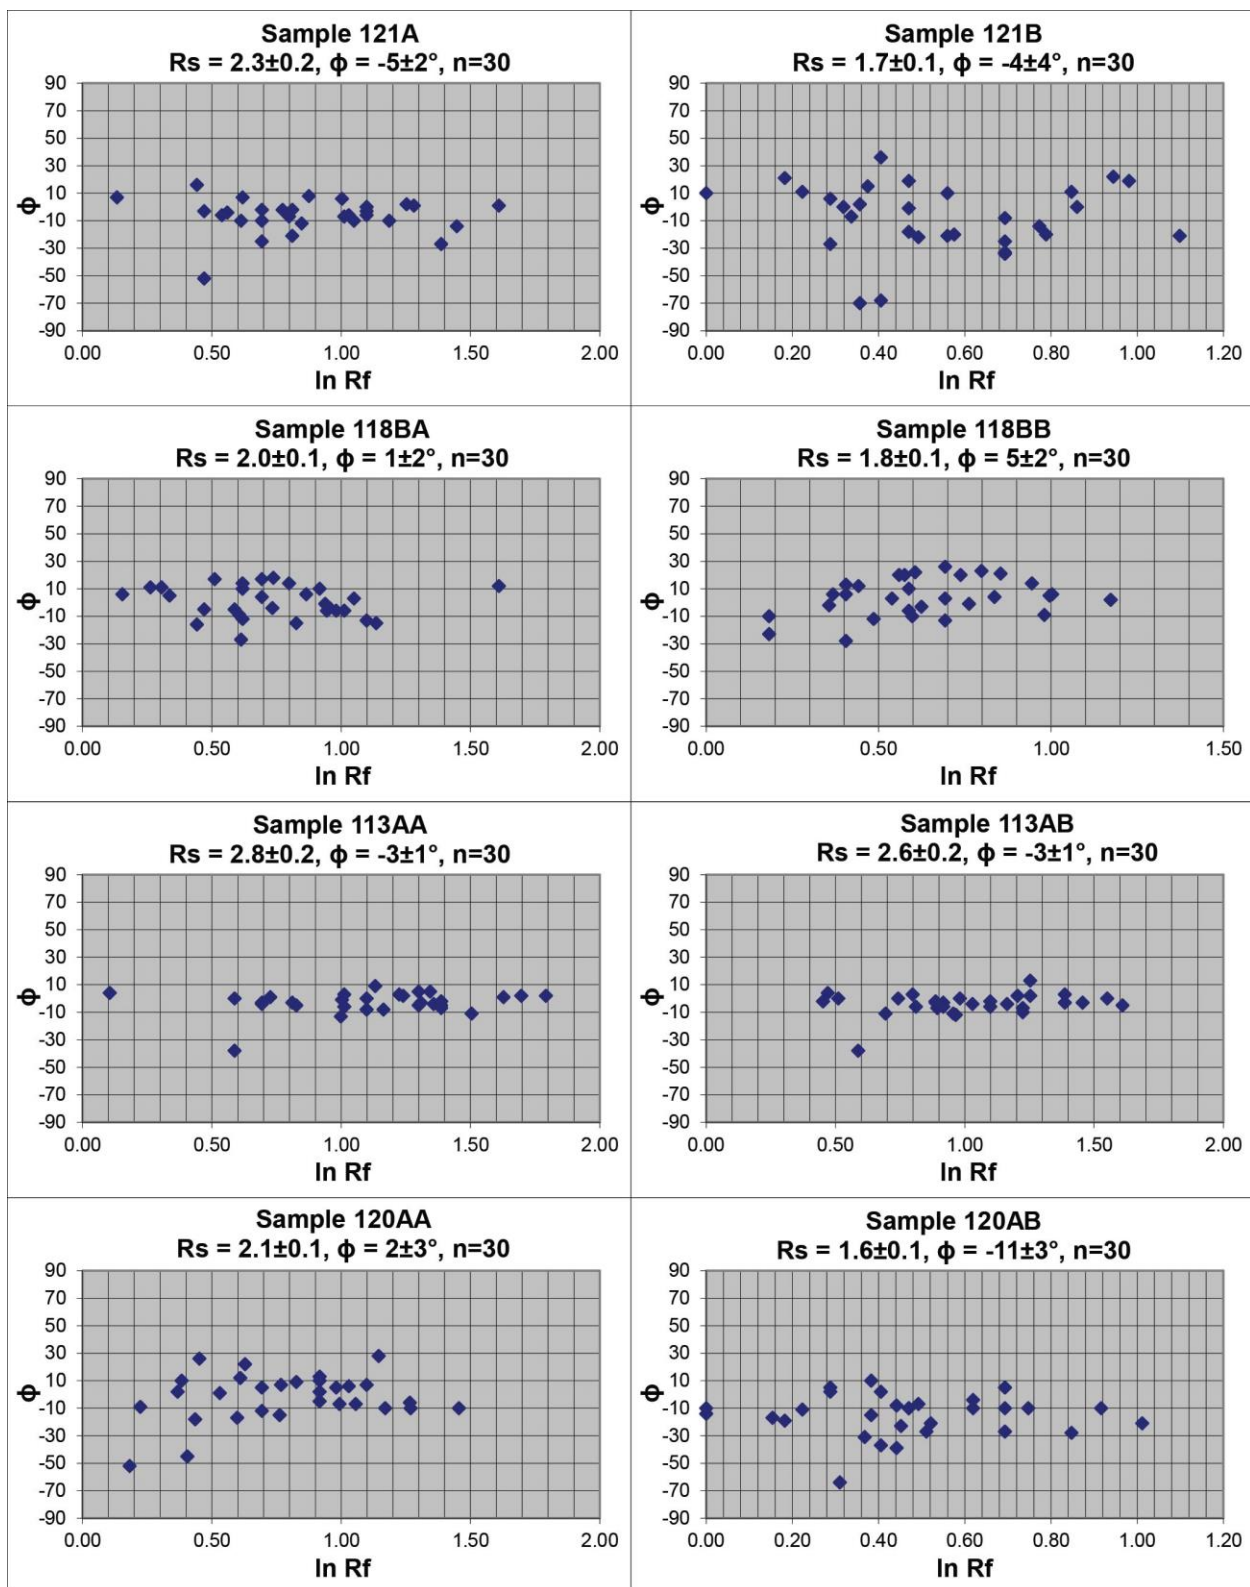 Sample 121A
Rs = 2.3±0.2, ϕ = -5±2°, n=30
90
70
50
30
10
-10
-30
-50
-70
-90
ϕ
0.00 0.50 1.00 1.50 2.00
ln Rf
Sample 121B
Rs = 1.7±0.1, ϕ = -4±4°, n=30
90
70
50
30
10
-10
-30
-50
-70
-90
ϕ
0.00 0.20 0.40 0.60 0.80 1.00 1.20
ln Rf
Sample 118BA
Rs = 2.0±0.1, ϕ = 1±2°, n=30
90
70
50
30
10
-10
-30
-50
-70
-90
ϕ
0.00 0.50 1.00 1.50 2.00
ln Rf
Sample 118BB
Rs = 1.8±0.1, ϕ = 5±2°, n=30
90
70
50
30
10
-10
-30
-50
-70
-90
ϕ
0.00 0.50 1.00 1.50
ln Rf
Sample 113AA
Rs = 2.8±0.2, ϕ = -3±1°, n=30
90
70
50
30
10
-10
-30
-50
-70
-90
ϕ
0.00 0.50 1.00 1.50 2.00
ln Rf
Sample 113AB
Rs = 2.6±0.2, ϕ = -3±1°, n=30
90
70
50
30
10
-10
-30
-50
-70
-90
ϕ
0.00 0.50 1.00 1.50 2.00
ln Rf
Sample 120AA
Rs = 2.1±0.1, ϕ = 2±3°, n=30
90
70
50
30
10
-10
-30
-50
-70
-90
ϕ
0.00 0.50 1.00 1.50 2.00
ln Rf
Sample 120AB
Rs = 1.6±0.1, ϕ = -11±3°, n=30
90
70
50
30
10
-10
-30
-50
-70
-90
ϕ
0.00 0.20 0.40 0.60 0.80 1.00 1.20
ln Rf